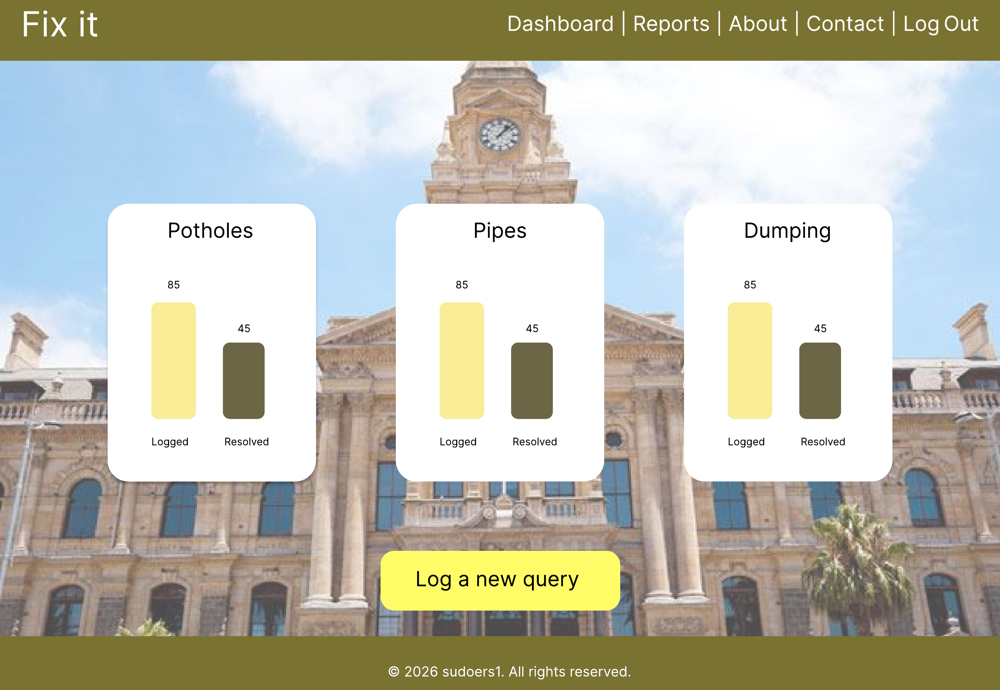 Fix it
Dashboard | Reports | About | Contact | Log Out
Potholes
85
45
Logged Resolved
Pipes
85
45
Logged Resolved
Dumping
85
45
Logged Resolved
Log a new query
© 2026 sudoers1. All rights reserved.